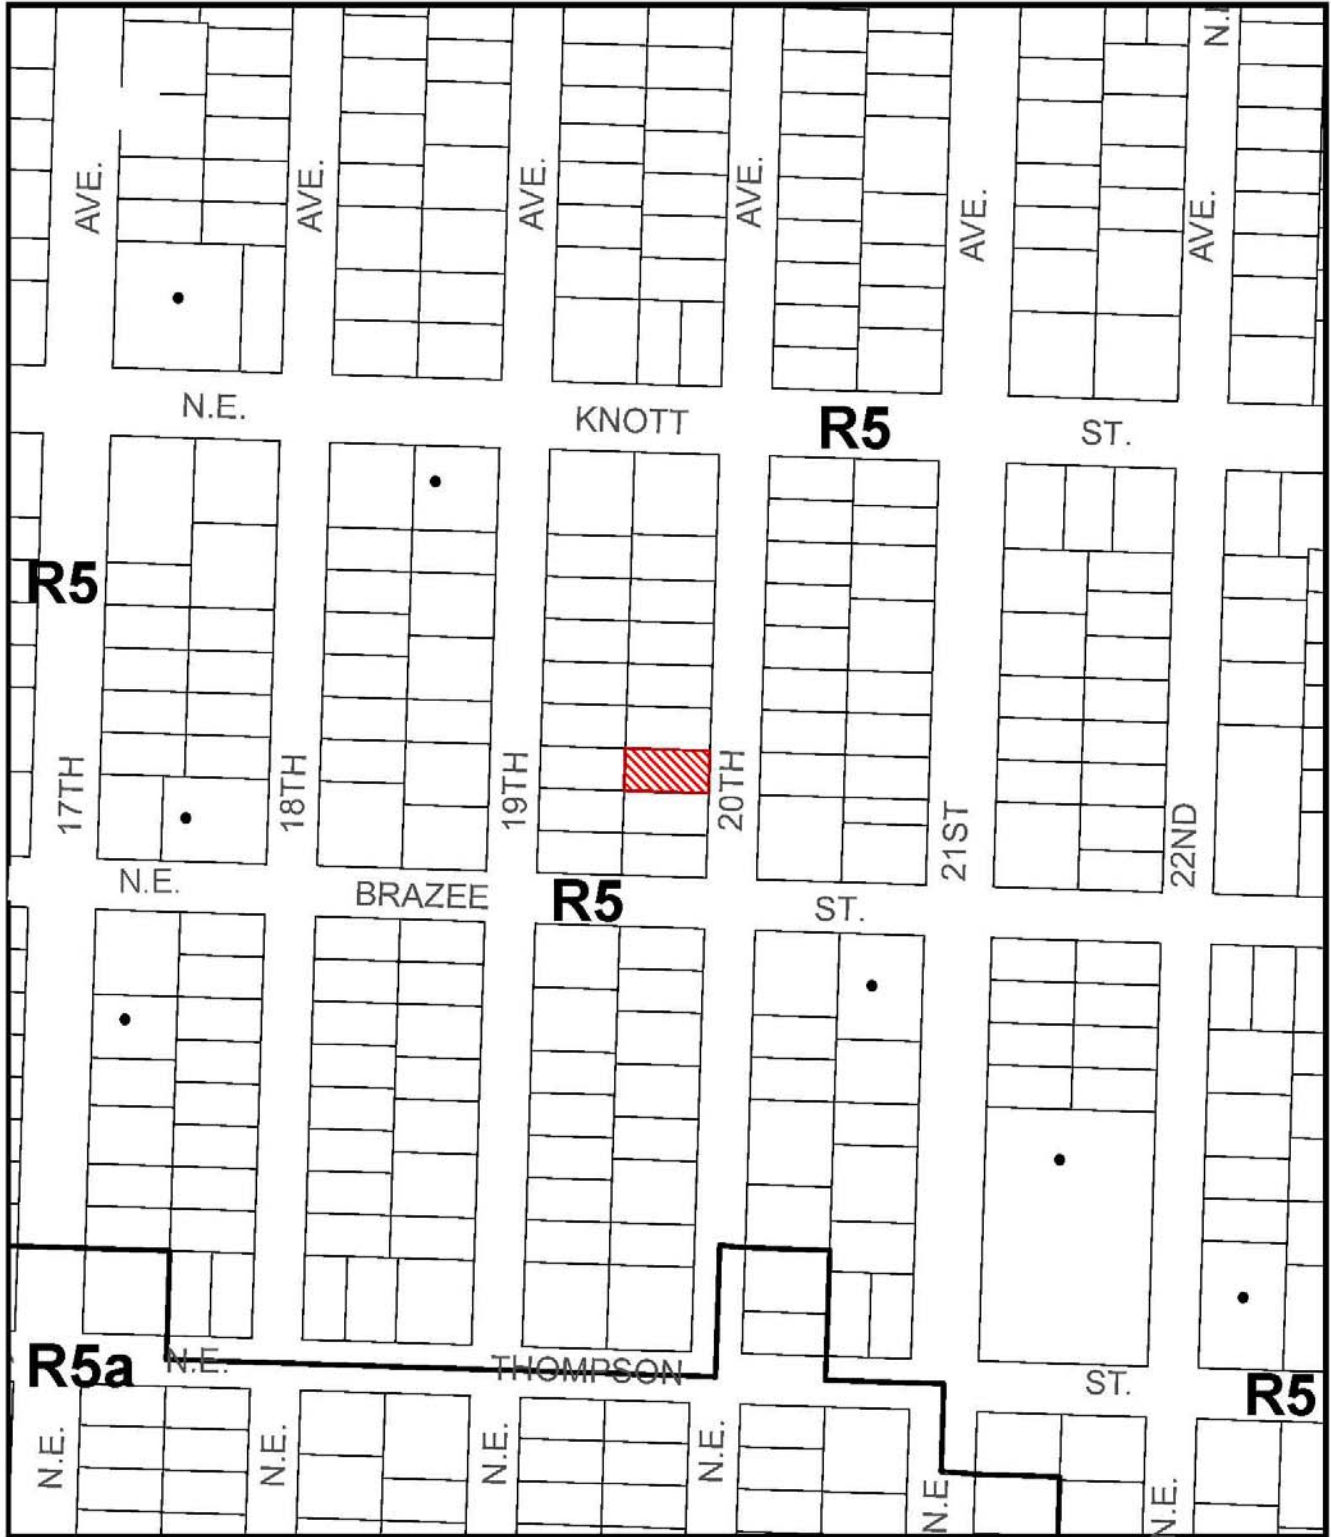 N.E.
AVE.
AVE.
AVE.
AVE.
AVE.
AVE.
N.E.
KNOTT
R5
ST.
R5
17TH
18TH
19TH
20TH
21ST
22ND
N.E.
BRAZEE
R5
ST.
R5a
N.E.
THOMPSON
ST.
R5
N.E.
N.E.
N.E.
N.E.
N.E.
N.E.